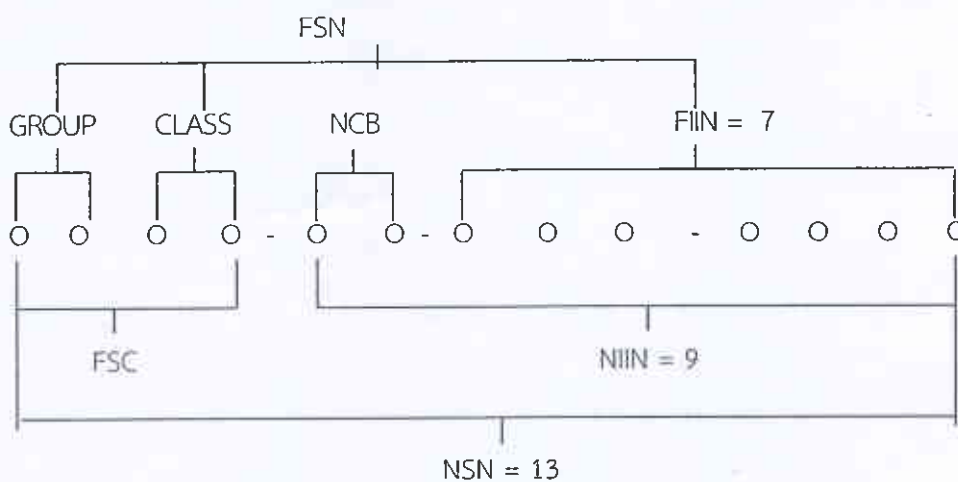 FSN
GROUP CLASS NCB FIIN = 7
O O O O - O O - O O O - O O O O
FSC NIIN = 9
NSN = 13